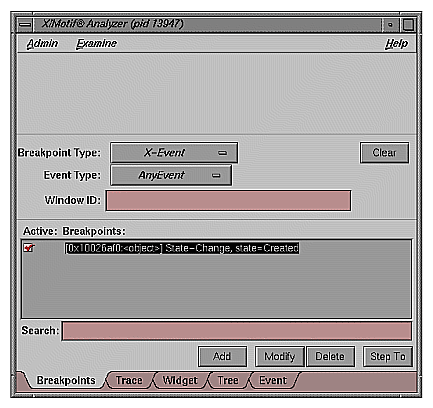 X/Motif® Analyzer (pid 13947)
Admin Examine Help
Breakpoint Type: X-Event Clear
Event Type: AnyEvent
Window ID:
Active: Breakpoints:
[0x10026af0:<object>] State-Change, state=Created
Search:
Add Modify Delete Step To
Breakpoints Trace Widget Tree Event